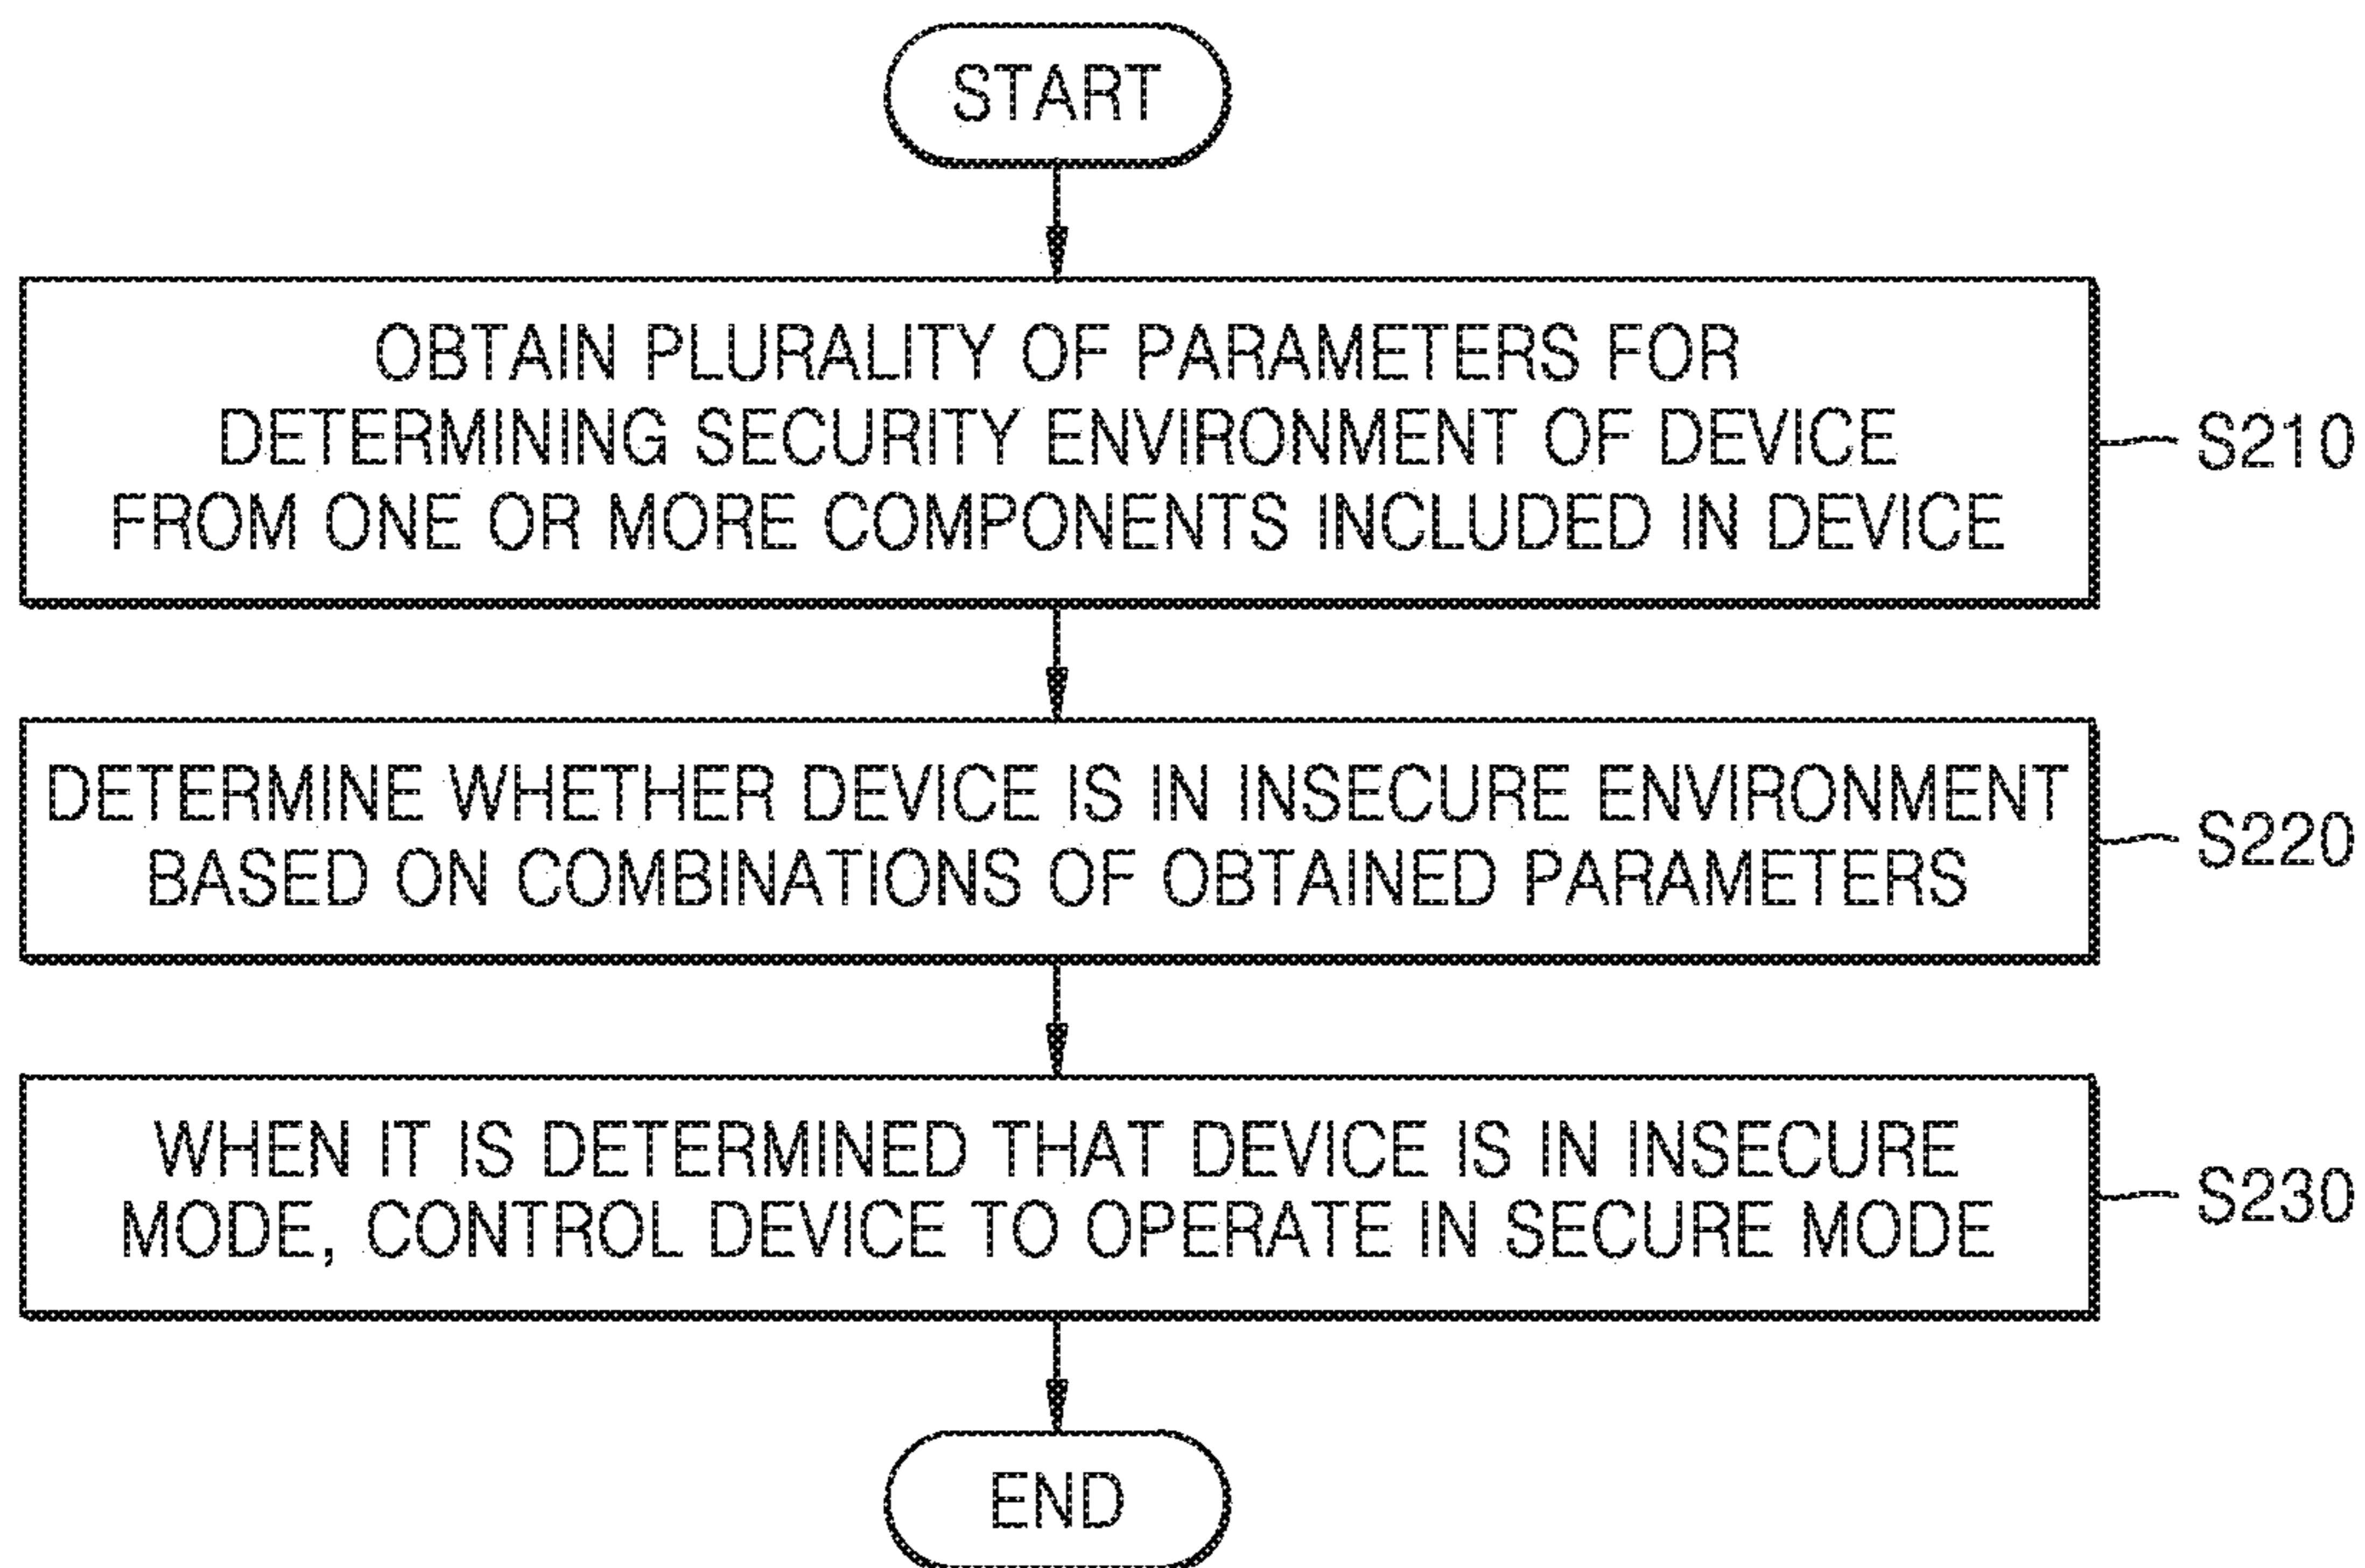 START
OBTAIN PLURALITY OF PARAMETERS FOR
DETERMINING SECURITY ENVIRONMENT OF DEVICE
FROM ONE OR MORE COMPONENTS INCLUDED IN DEVICE
S210
DETERMINE WHETHER DEVICE IS IN INSECURE ENVIRONMENT
BASED ON COMBINATIONS OF OBTAINED PARAMETERS
S220
WHEN IT IS DETERMINED THAT DEVICE IS IN INSECURE
MODE, CONTROL DEVICE TO OPERATE IN SECURE MODE
S230
END